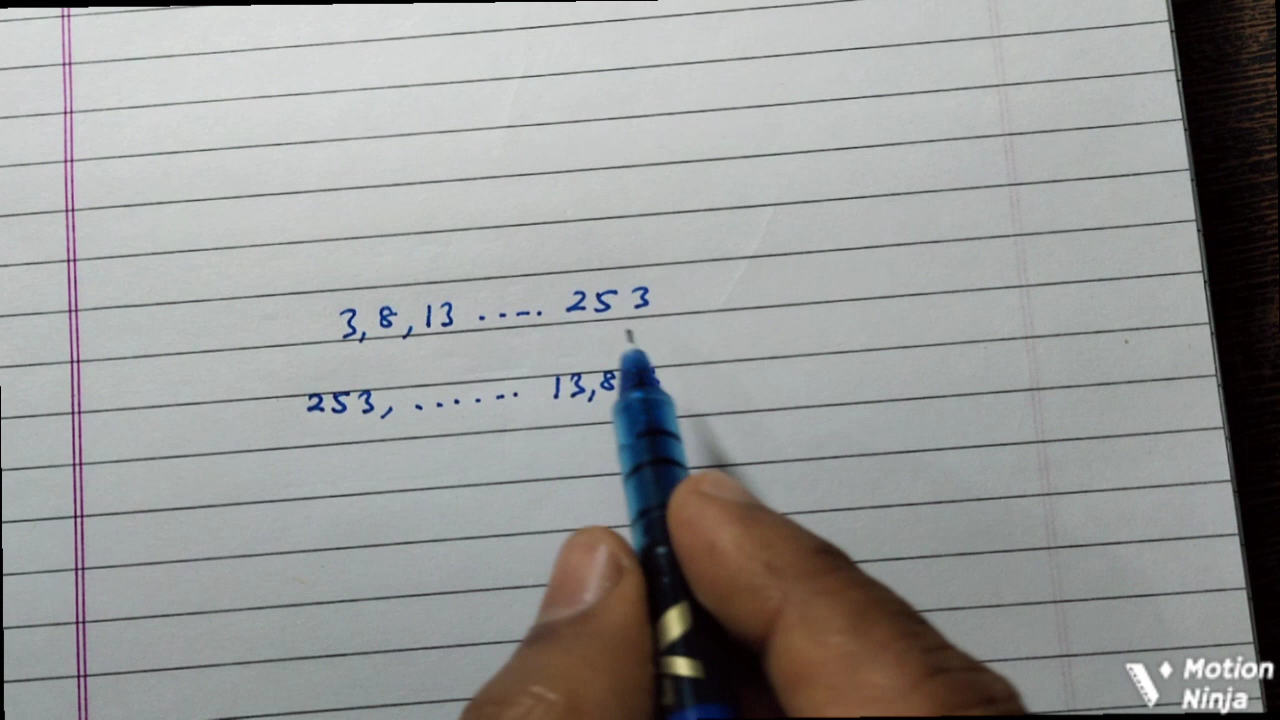 3, 8, 13 ..... 253
253, ...... 13, 8
Motion
Ninja